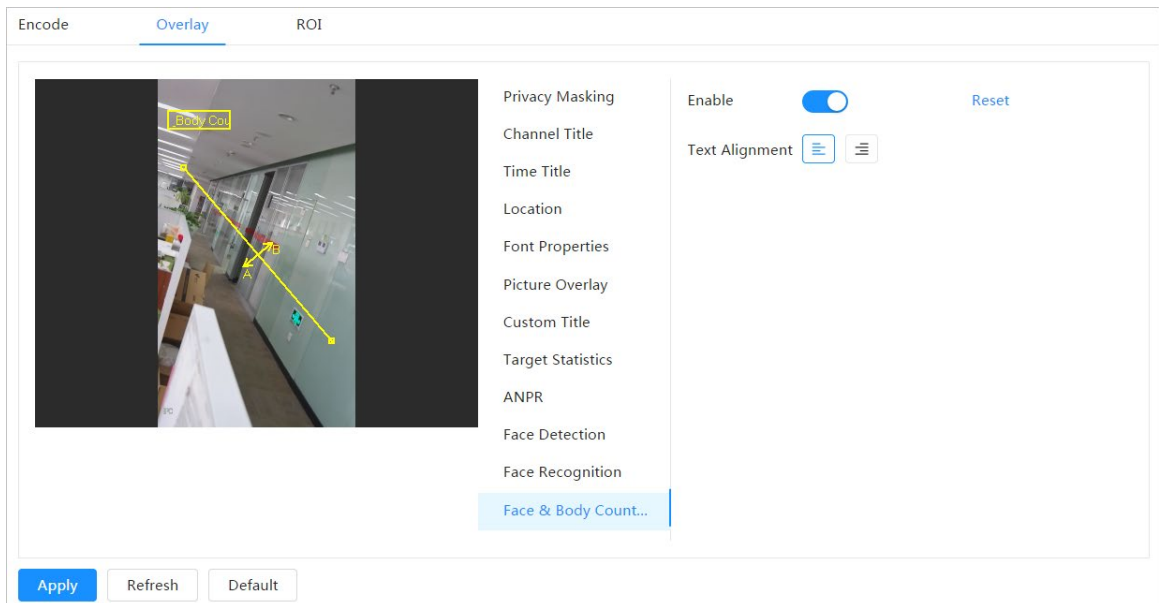 Encode Overlay ROI
_Body Cou
B
A
Privacy Masking
Channel Title
Time Title
Location
Font Properties
Picture Overlay
Custom Title
Target Statistics
ANPR
Face Detection
Face Recognition
Face & Body Count...
Enable Reset
Text Alignment
Apply Refresh Default